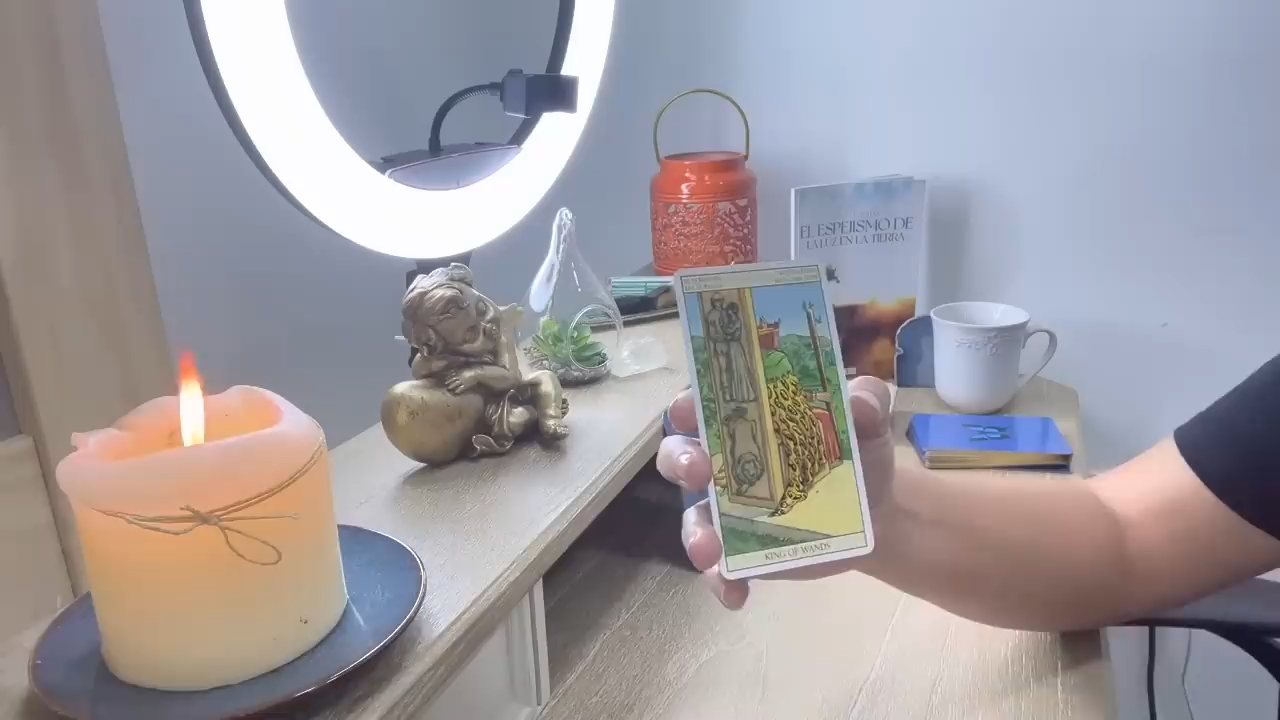 EL ESPEJISMO DE
LA LUZ EN LA TIERRA
KING OF WANDS